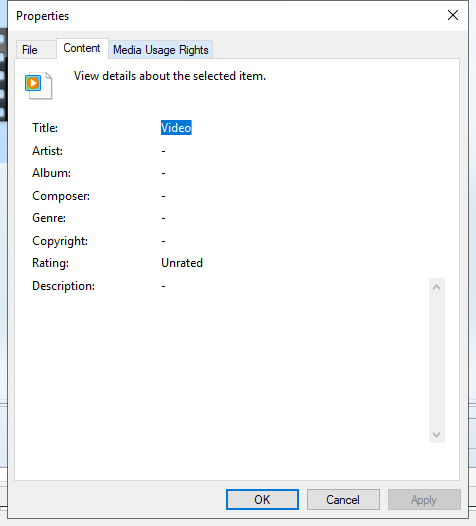 Properties
File Content Media Usage Rights
View details about the selected item.
Title: Video
Artist: -
Album: -
Composer: -
Genre: -
Copyright: -
Rating: Unrated
Description: -
OK Cancel Apply